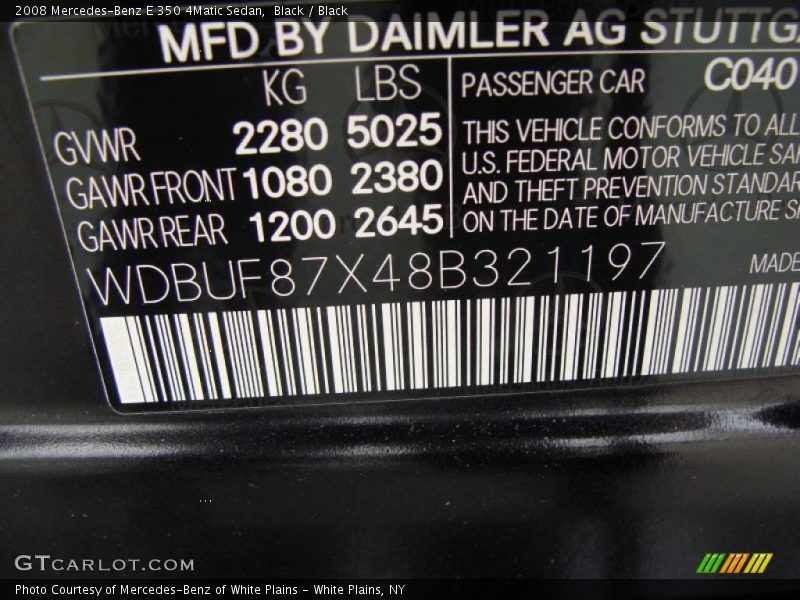 2008 Mercedes-Benz E 350 4Matic Sedan,  Black / Black
MFD BY DAIMLER AG STUTTGA
KG LBS
PASSENGER CAR C040
GVWR 2280 5025
GAWR FRONT 1080 2380
GAWR REAR 1200 2645
THIS VEHICLE CONFORMS TO ALL
U.S. FEDERAL MOTOR VEHICLE SA
AND THEFT PREVENTION STANDAR
ON THE DATE OF MANUFACTURE S
WDBUF87X48B321197 MADE
GTCARLOT.COM
Photo Courtesy of Mercedes-Benz of White Plains - White Plains, NY